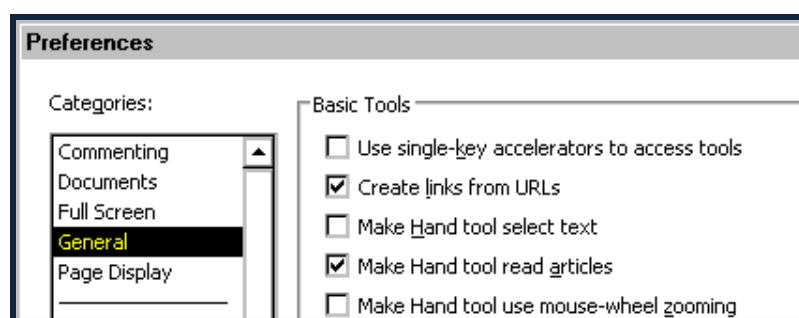 Preferences
Categories:
Commenting
Documents
Full Screen
General
Page Display
Basic Tools
Use single-key accelerators to access tools
Create links from URLs
Make Hand tool select text
Make Hand tool read articles
Make Hand tool use mouse-wheel zooming